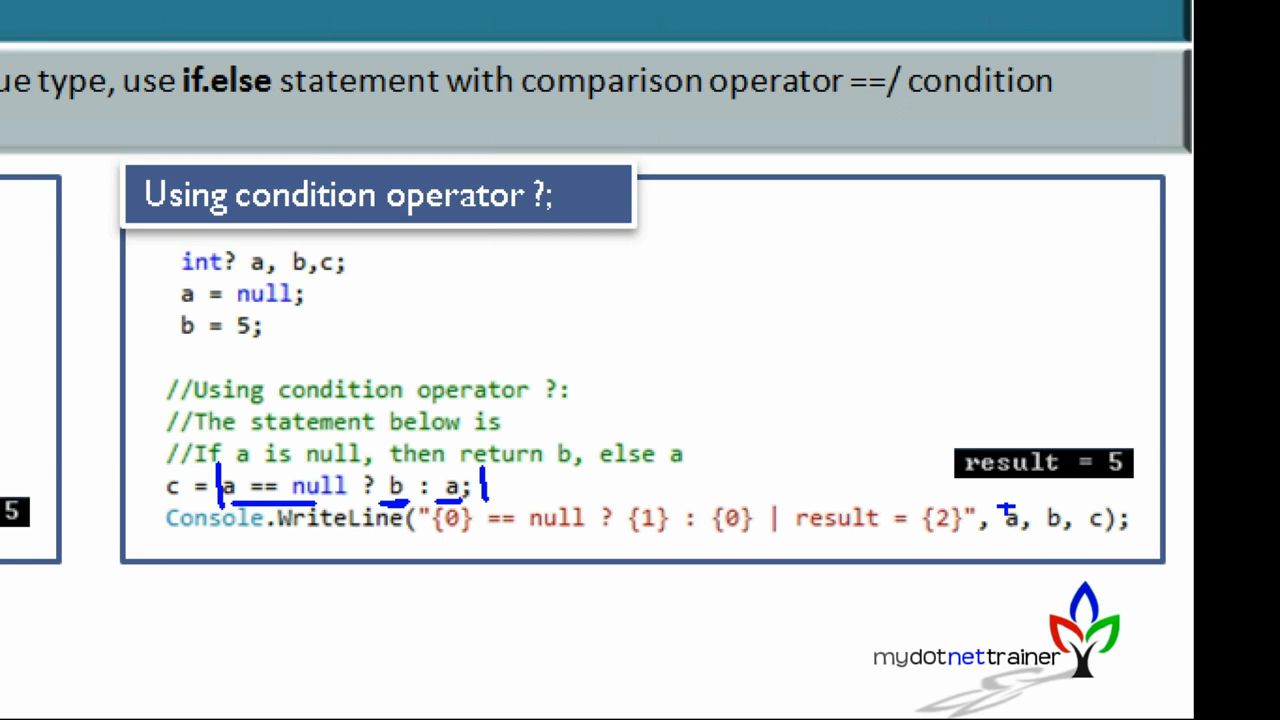 ue type, use if.else statement with comparison operator ==/ condition
Using condition operator ?;
int? a, b,c;
a = null;
b = 5;
//Using condition operator ?:
//The statement below is
//If a is null, then return b, else a
result = 5
c = a == null ? b : a;
5
Console.WriteLine("{0} == null ? {1} : {0} | result = {2}", a, b, c);
mydotnettrainer